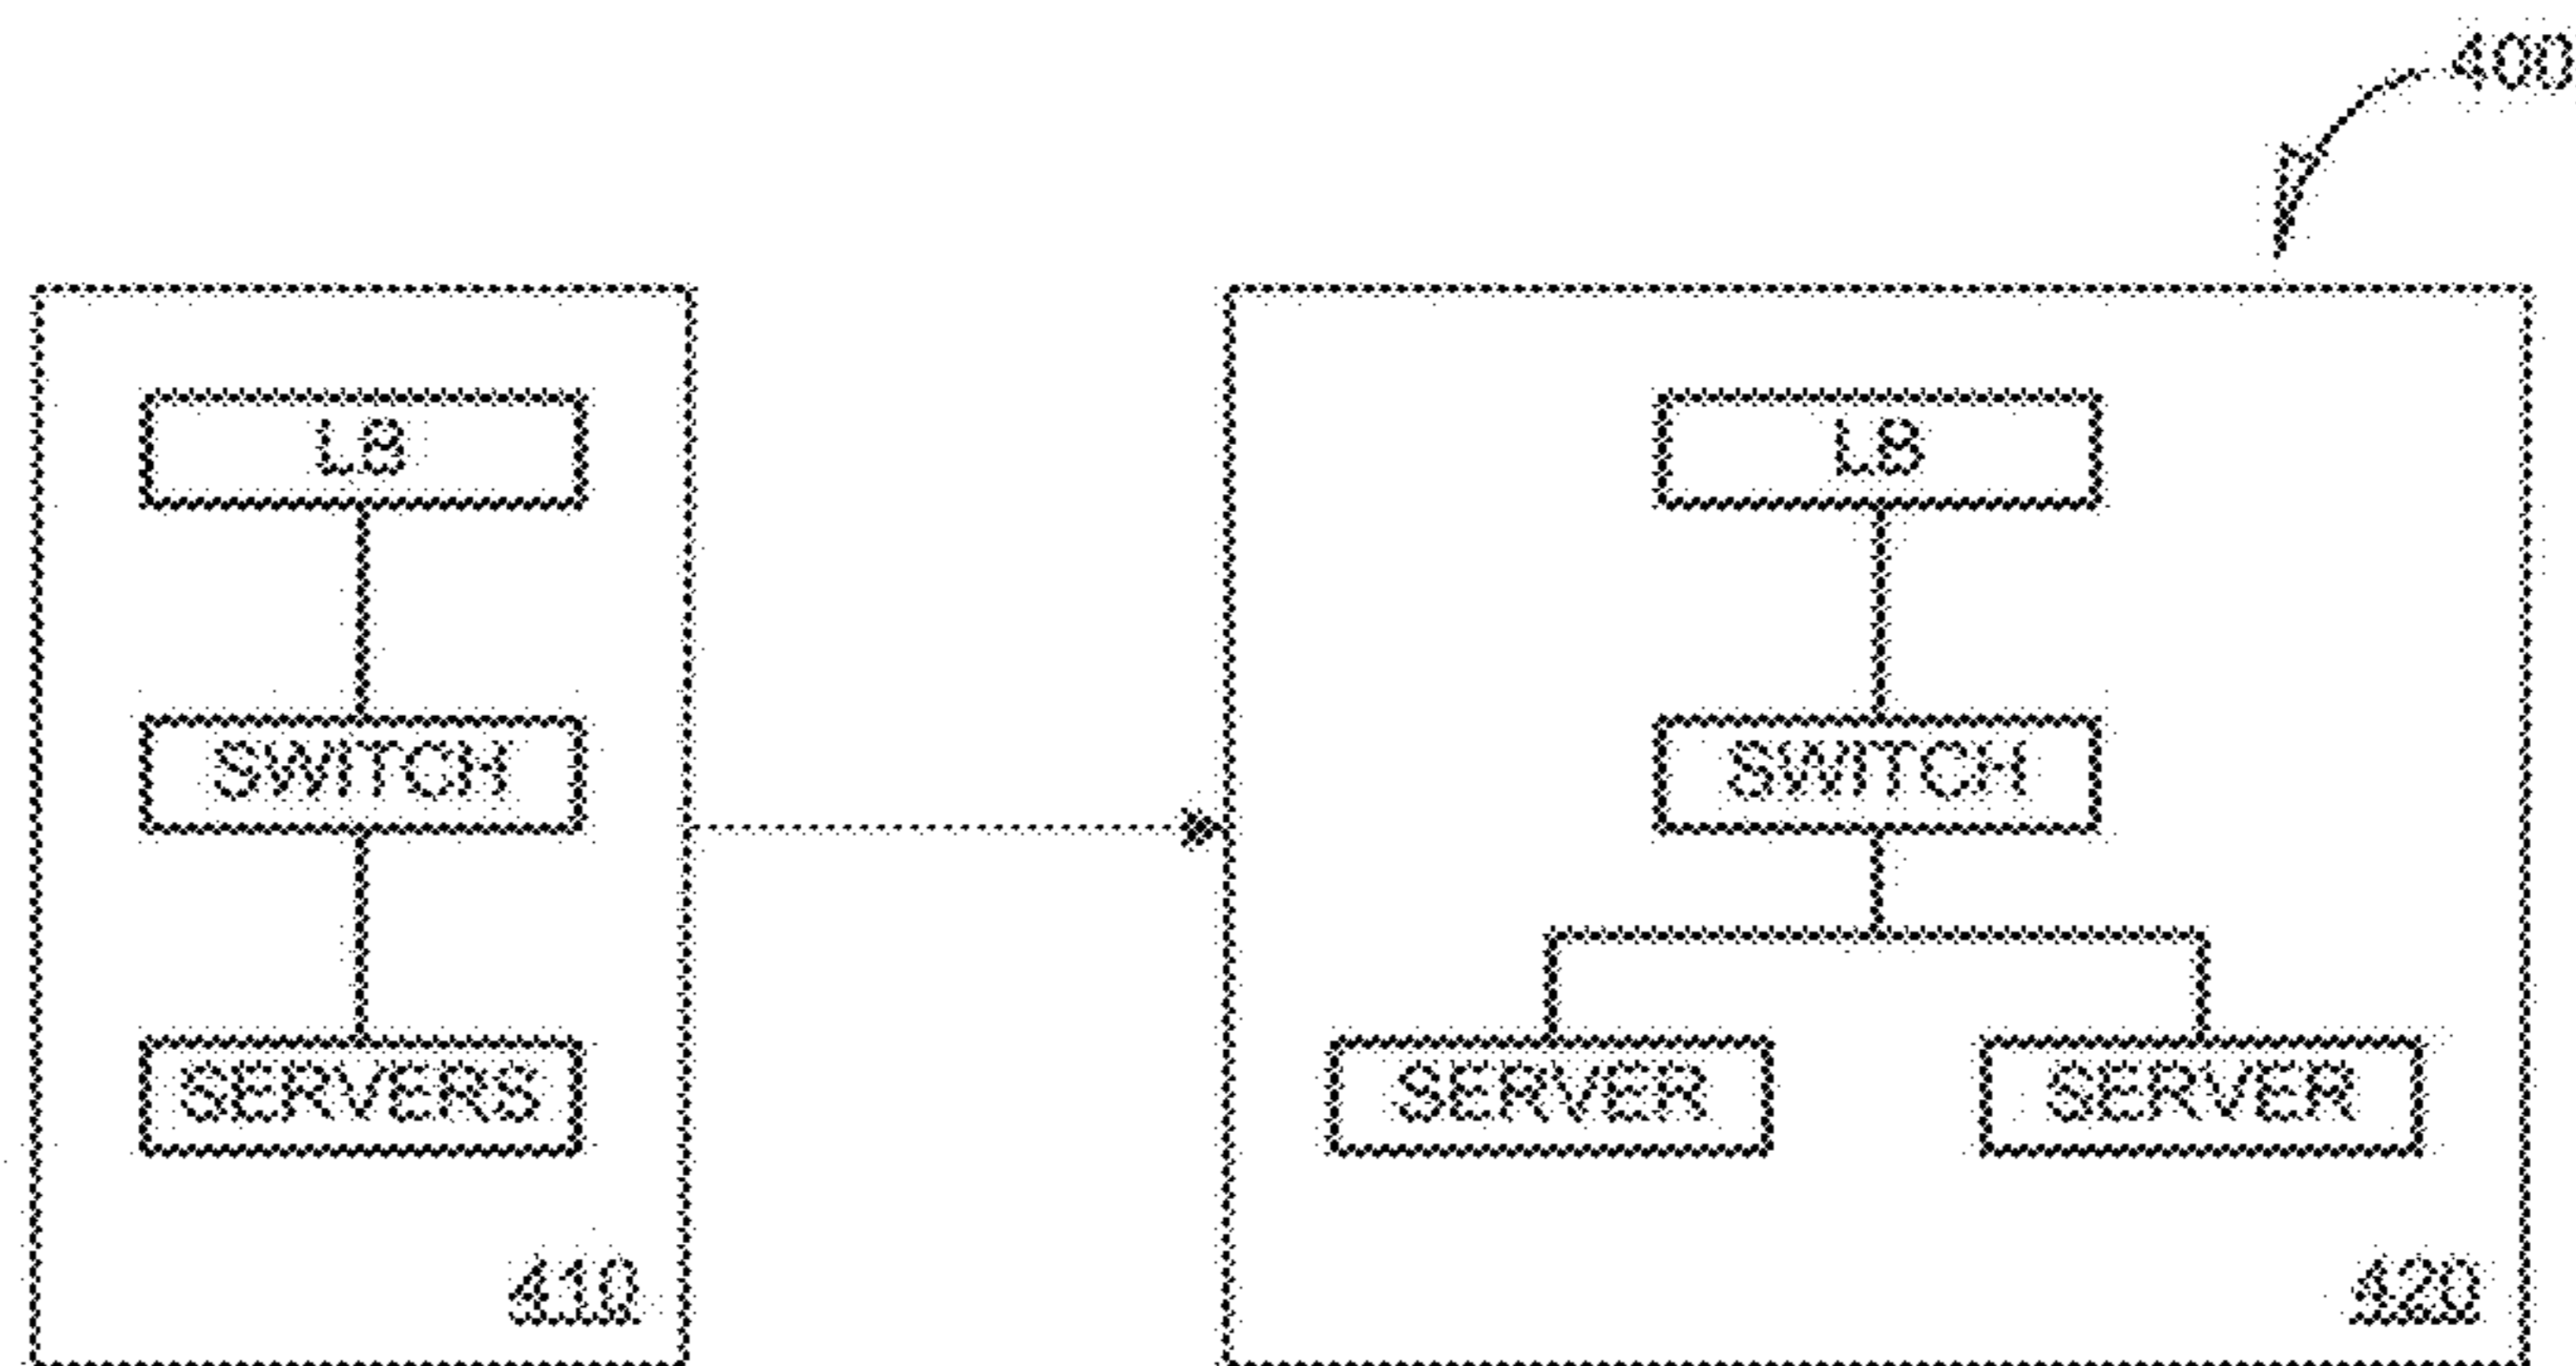 400
LB
LB
SWITCH
SWITCH
SERVERS
SERVER
SERVER
410
420